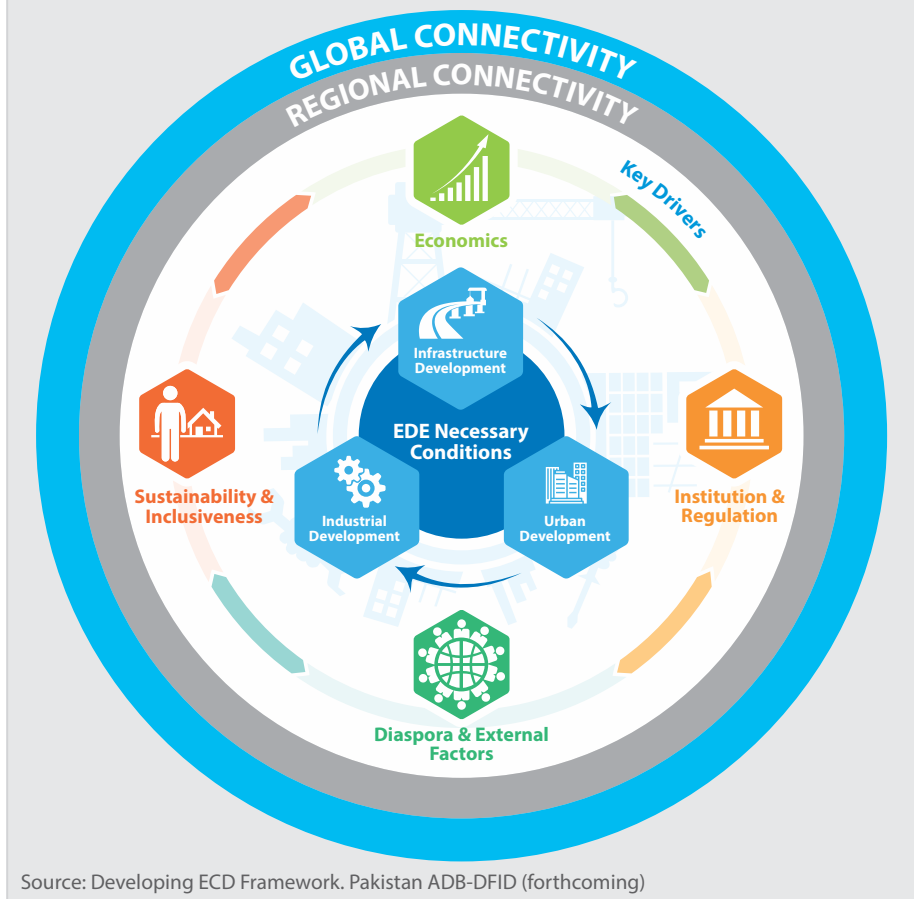 GLOBAL CONNECTIVITY
REGIONAL CONNECTIVITY
Key Drivers
Economics
Infrastructure
Development
EDE Necessary
Conditions
Sustainability &
Inclusiveness
Institution &
Regulation
Industrial
Development
Urban
Development
Diaspora & External
Factors
Source: Developing ECD Framework. Pakistan ADB-DFID (forthcoming)